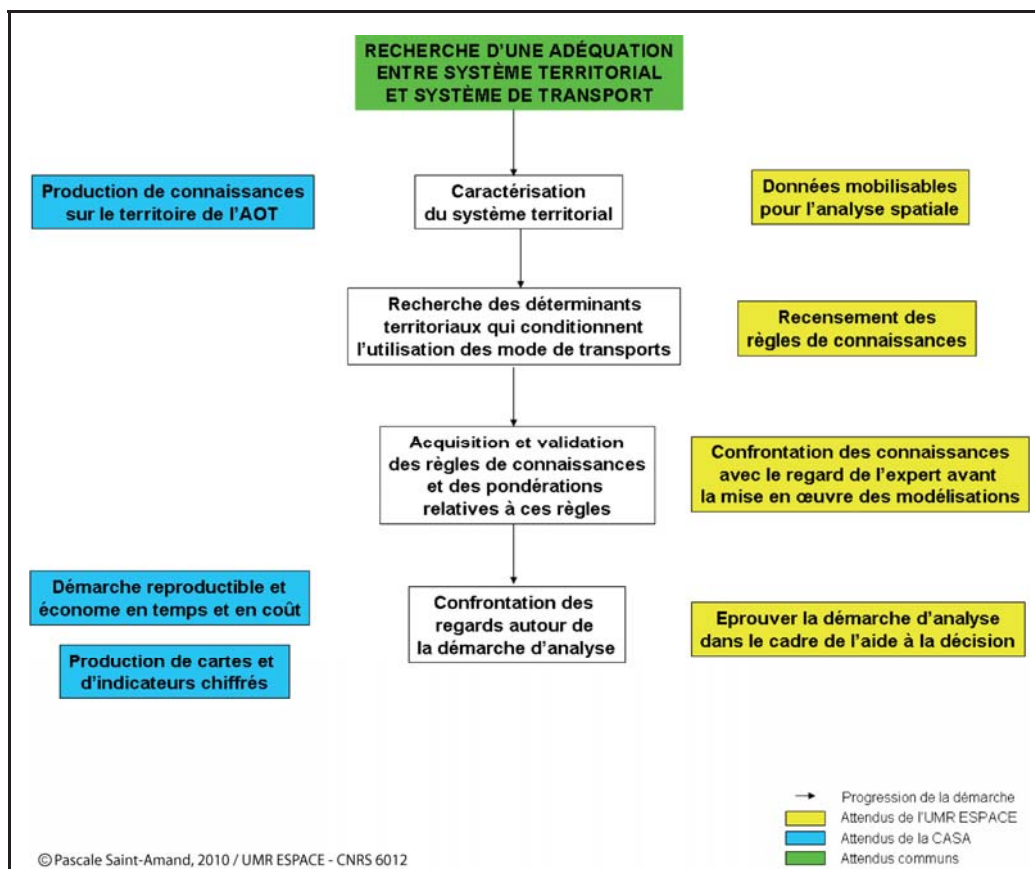 RECHERCHE D'UNE ADÉQUATION
ENTRE SYSTÈME TERRITORIAL
ET SYSTÈME DE TRANSPORT
Production de connaissances
sur le territoire de l'AOT
Caractérisation
du système territorial
Données mobilisables
pour l'analyse spatiale
Recherche des déterminants
territoriaux qui conditionnent
l'utilisation des mode de transports
Recensement des
règles de connaissances
Acquisition et validation
des règles de connaissances
et des pondérations
relatives à ces règles
Confrontation des connaissances
avec le regard de l'expert avant
la mise en œuvre des modélisations
Démarche reproductible et
économe en temps et en coût
Production de cartes et
d'indicateurs chiffrés
Confrontation des
regards autour de
la démarche d'analyse
Eprouver la démarche d'analyse
dans le cadre de l'aide à la décision
Progression de la démarche
Attendus de l'UMR ESPACE
Attendus de la CASA
Attendus communs
© Pascale Saint-Amand, 2010 / UMR ESPACE - CNRS 6012